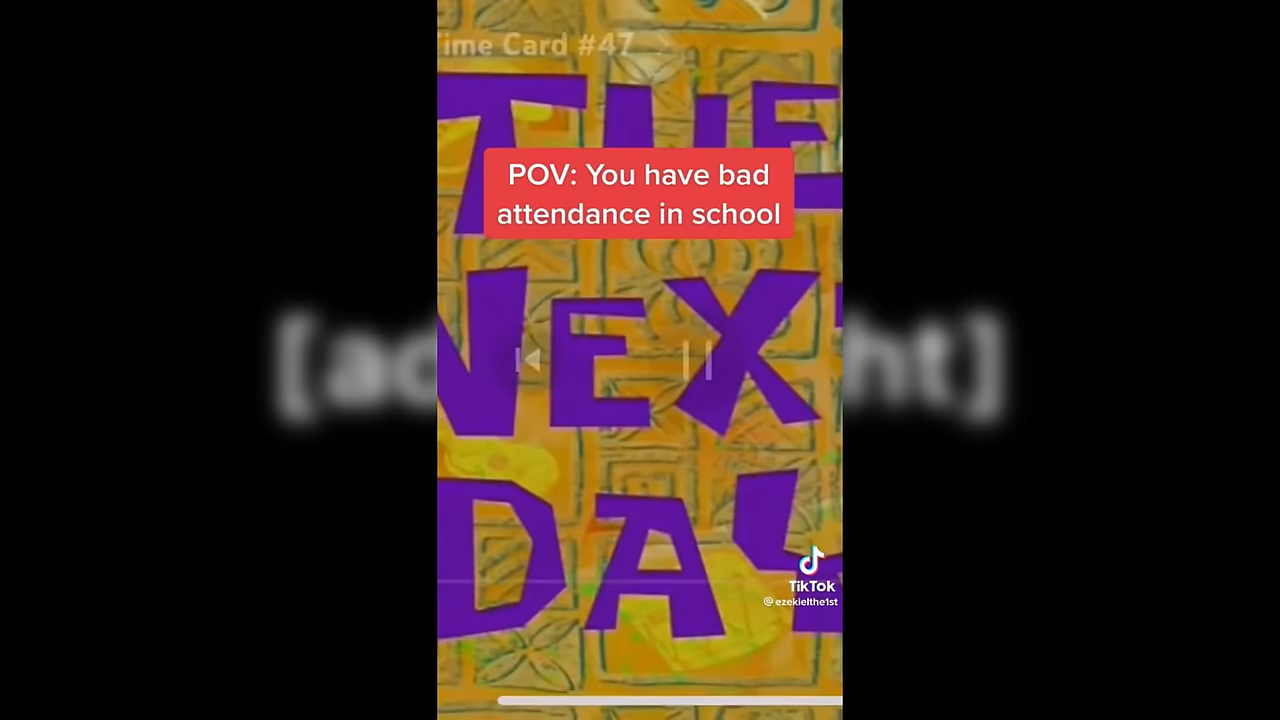 Time Card #47
THE
POV: You have bad
attendance in school
NEXT
DAY
TikTok
@ezekielthe1st